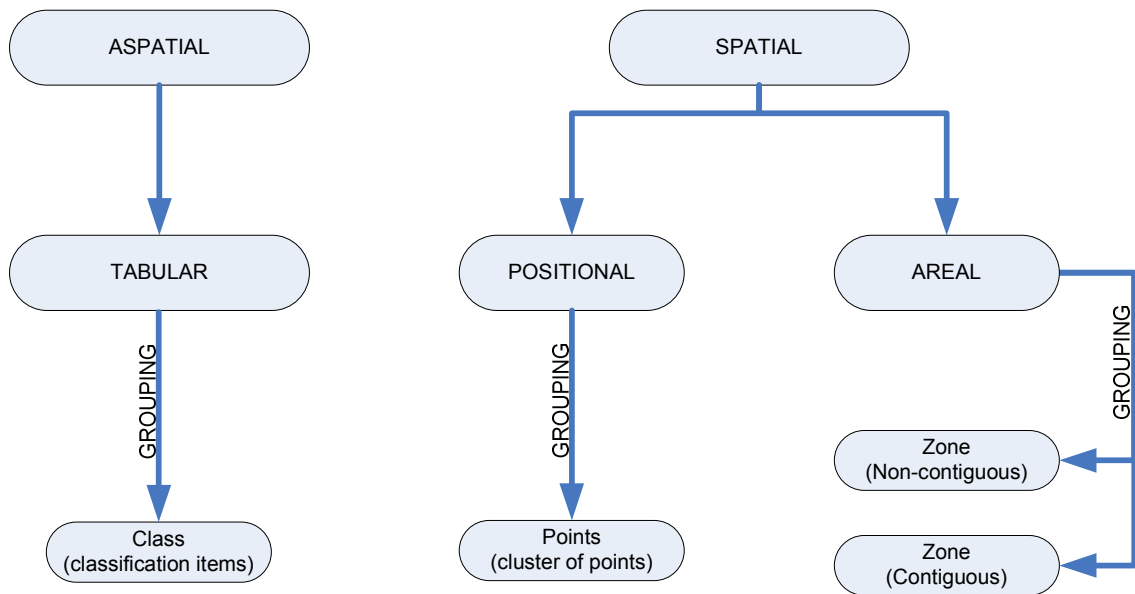 ASPATIAL
SPATIAL
TABULAR
POSITIONAL
AREAL
GROUPING
GROUPING
GROUPING
Zone
(Non-contiguous)
Class
(classification items)
Points
(cluster of points)
Zone
(Contiguous)